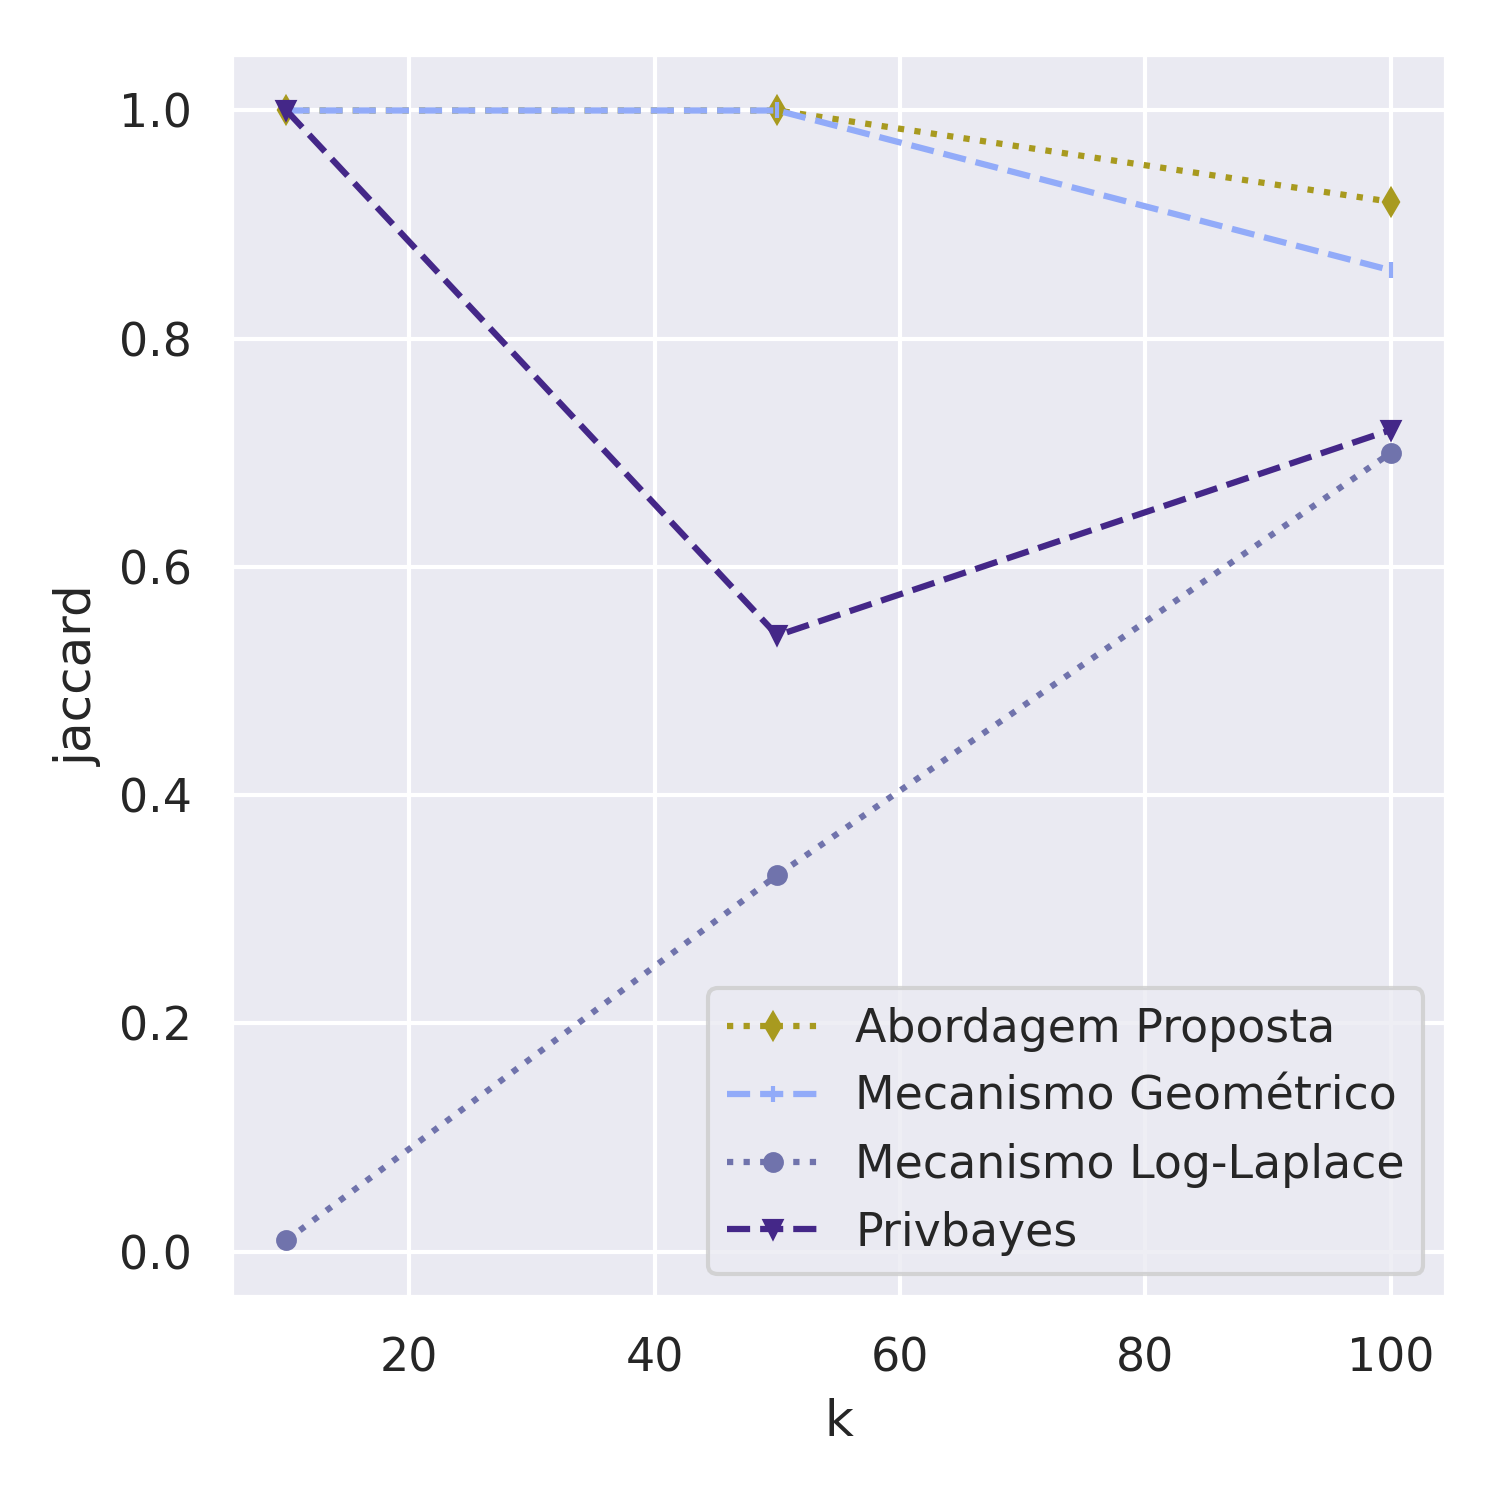 1.0
0.8
0.6
0.4
0.2
0.0
jaccard
20 40 60 80 100
k
Abordagem Proposta
Mecanismo Geométrico
Mecanismo Log-Laplace
Privbayes